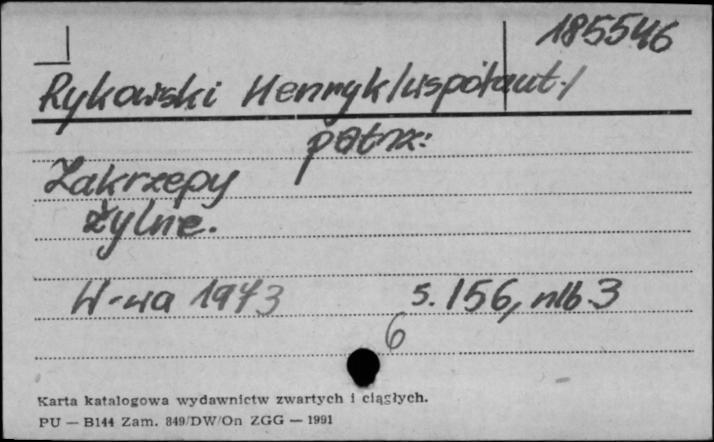 185546
Rykowski Henryk /współaut./
patrz:
Zakrzepy
żylne.
W-wa 1973 s. 156, nlb. 3
6
Karta katalogowa wydawnictw zwartych i ciągłych.
PU — B144 Zam. 849/DW/On ZGG — 1991